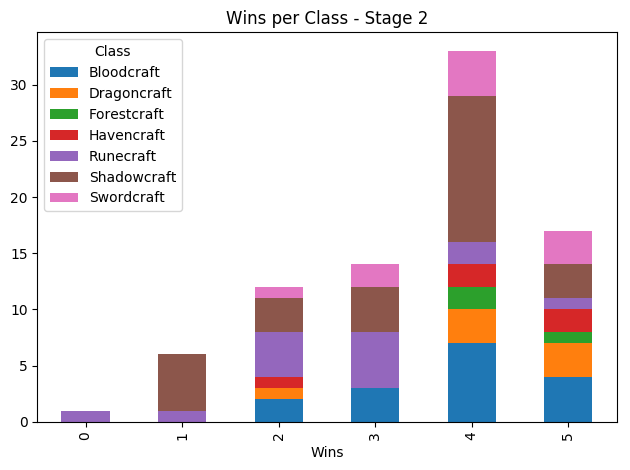 Wins per Class - Stage 2
Class
Bloodcraft
Dragoncraft
Forestcraft
Havencraft
Runecraft
Shadowcraft
Swordcraft
30
25
20
15
10
5
0
0 1 2 3 4 5
Wins